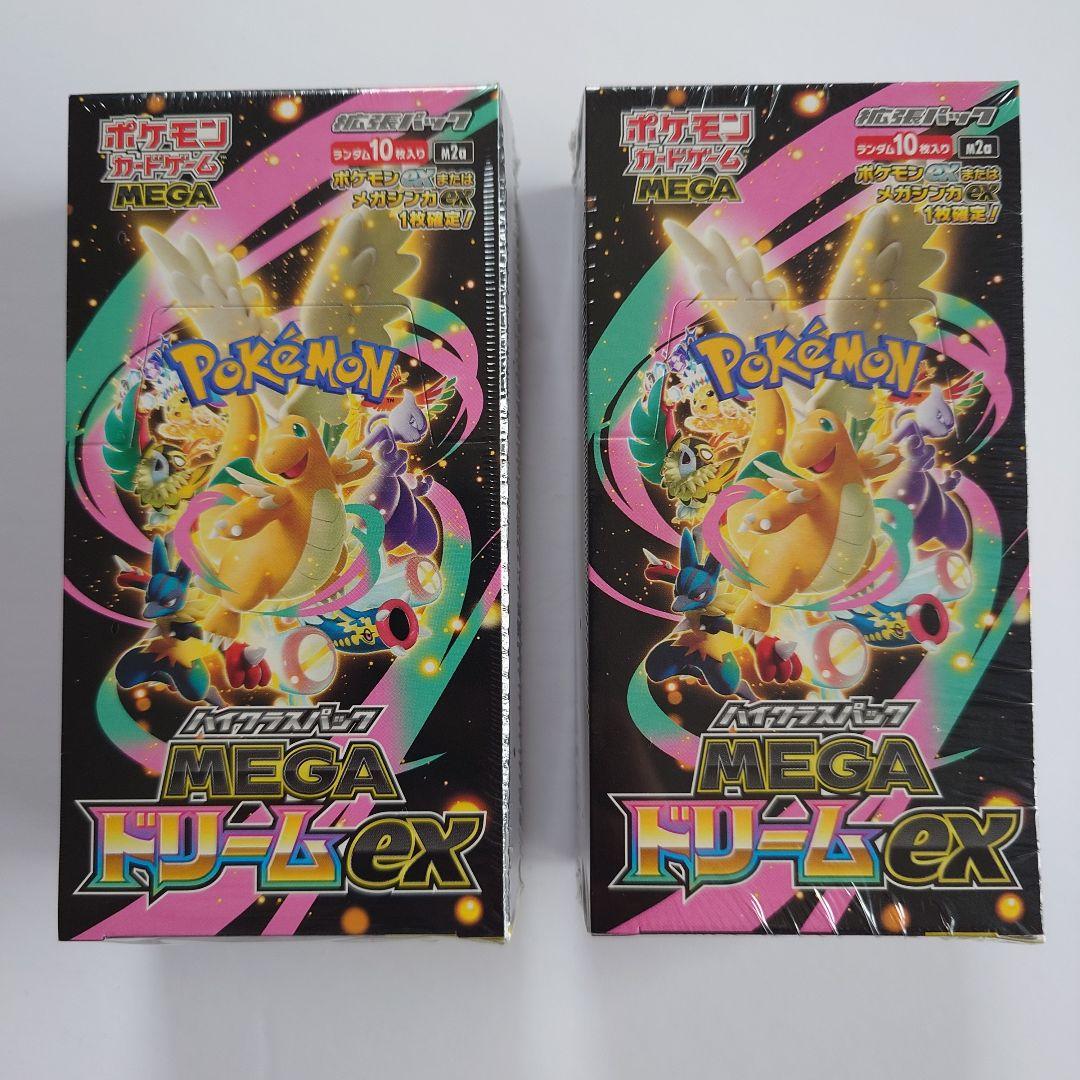 ポケモン
カードゲーム™
MEGA
拡張パック
ランダム10枚入り M2a
ポケモンexまたは
メガシンカex
1枚確定!
POKÉMON
™
ハイクラスパック
MEGA
ドリームex
ポケモン
カードゲーム™
MEGA
拡張パック
ランダム10枚入り M2a
ポケモンexまたは
メガシンカex
1枚確定!
POKÉMON
™
ハイクラスパック
MEGA
ドリームex